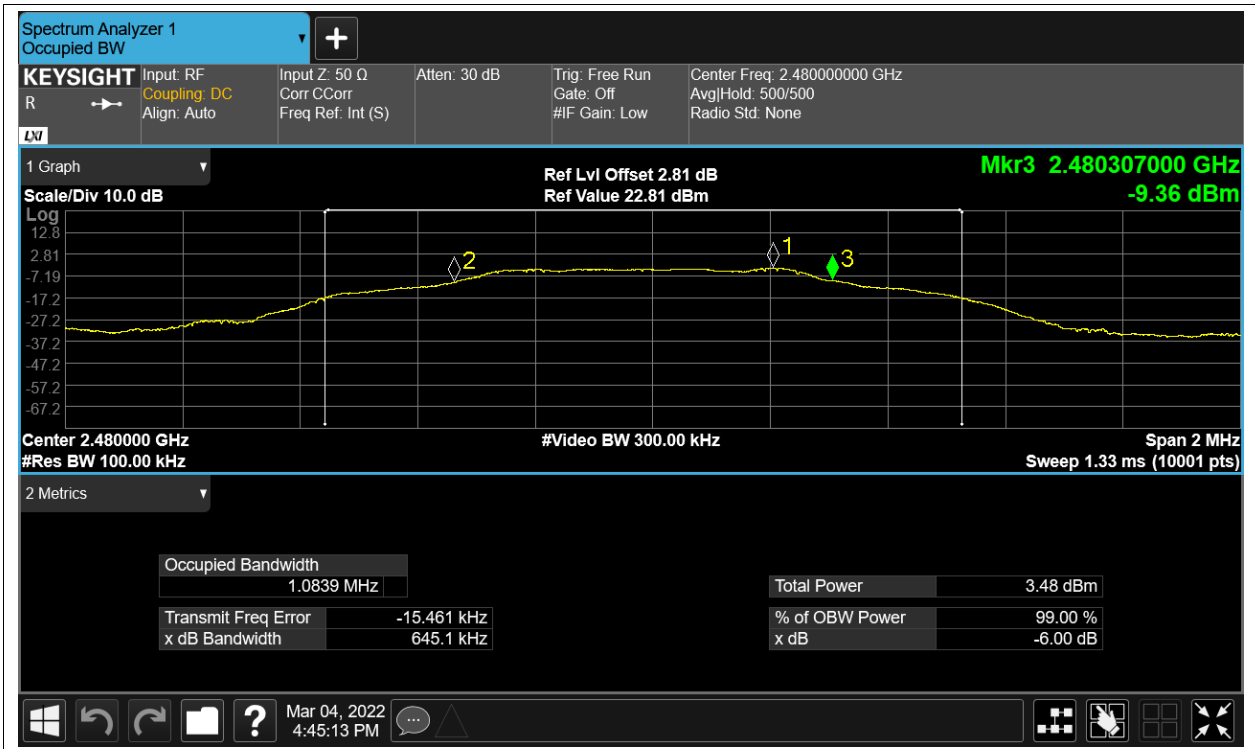 Spectrum Analyzer 1
Occupied BW
KEYSIGHT
R
LXI
Input: RF
Coupling: DC
Align: Auto
Input Z: 50 Ω
Corr CCorr
Freq Ref: Int (S)
Atten: 30 dB
Trig: Free Run
Gate: Off
#IF Gain: Low
Center Freq: 2.480000000 GHz
Avg|Hold: 500/500
Radio Std: None
1 Graph
Scale/Div 10.0 dB
Ref Lvl Offset 2.81 dB
Ref Value 22.81 dBm
Mkr3 2.480307000 GHz
-9.36 dBm
Log
12.8
2.81
-7.19
-17.2
-27.2
-37.2
-47.2
-57.2
-67.2
2
1
3
Center 2.480000 GHz
#Res BW 100.00 kHz
#Video BW 300.00 kHz
Span 2 MHz
Sweep 1.33 ms (10001 pts)
2 Metrics
Occupied Bandwidth
1.0839 MHz
Transmit Freq Error -15.461 kHz
x dB Bandwidth 645.1 kHz
Total Power 3.48 dBm
% of OBW Power 99.00 %
x dB -6.00 dB
?
Mar 04, 2022
4:45:13 PM